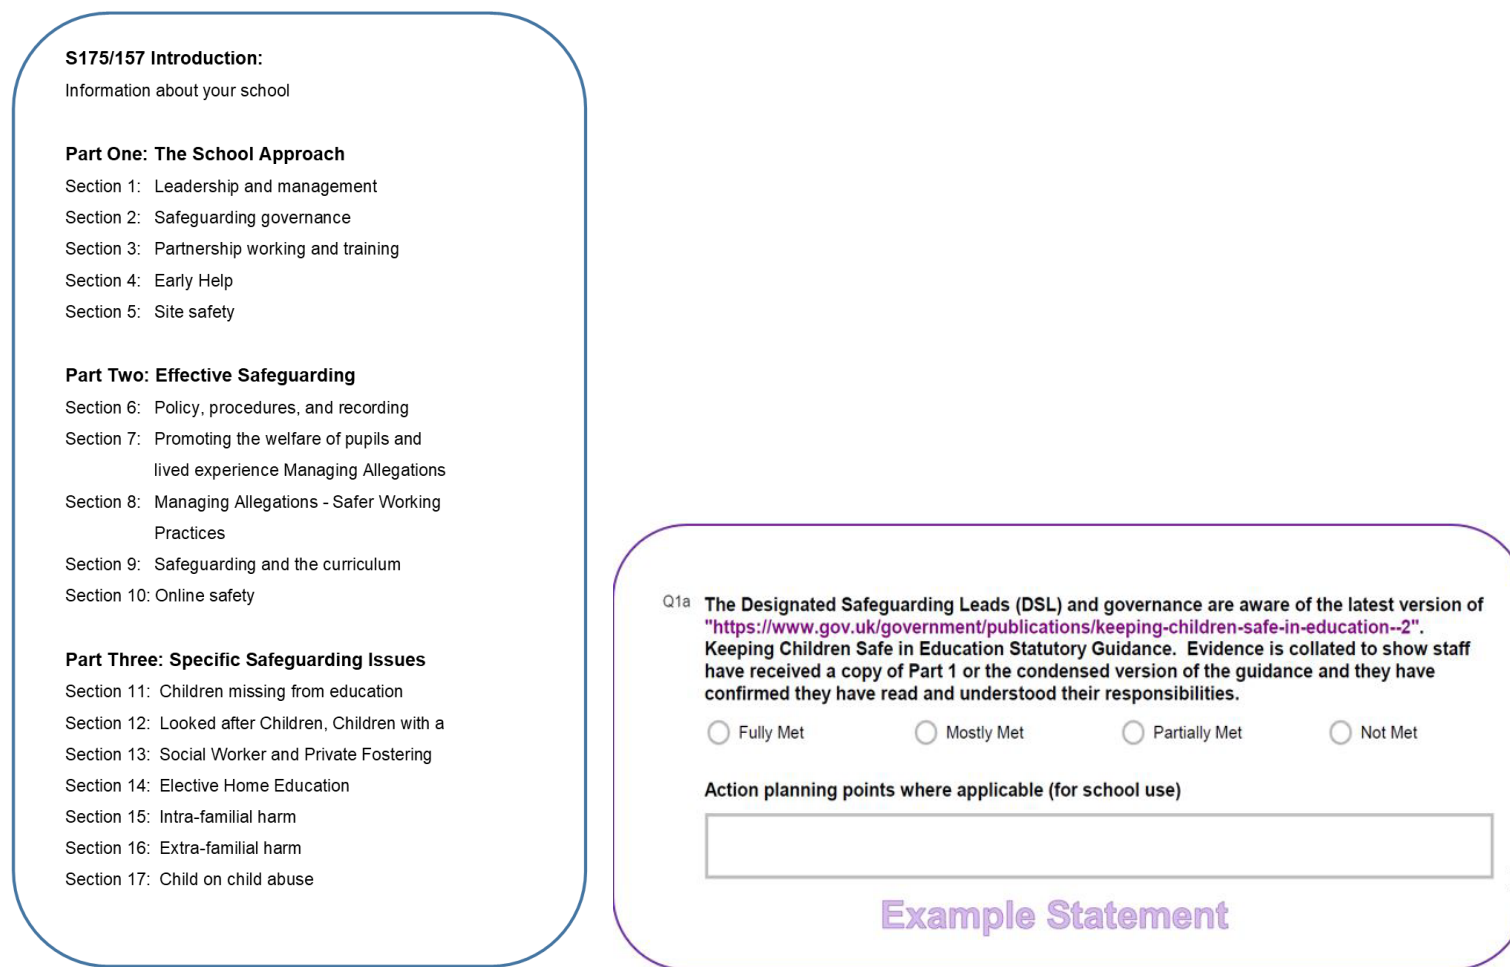 S175/157 Introduction:
Information about your school
Part One: The School Approach
Section 1: Leadership and management
Section 2: Safeguarding governance
Section 3: Partnership working and training
Section 4: Early Help
Section 5: Site safety
Part Two: Effective Safeguarding
Section 6: Policy, procedures, and recording
Section 7: Promoting the welfare of pupils and
lived experience Managing Allegations
Section 8: Managing Allegations - Safer Working
Practices
Section 9: Safeguarding and the curriculum
Section 10: Online safety
Part Three: Specific Safeguarding Issues
Section 11: Children missing from education
Section 12: Looked after Children, Children with a
Section 13: Social Worker and Private Fostering
Section 14: Elective Home Education
Section 15: Intra-familial harm
Section 16: Extra-familial harm
Section 17: Child on child abuse
Q1a The Designated Safeguarding Leads (DSL) and governance are aware of the latest version of
"https://www.gov.uk/government/publications/keeping-children-safe-in-education--2".
Keeping Children Safe in Education Statutory Guidance. Evidence is collated to show staff
have received a copy of Part 1 or the condensed version of the guidance and they have
confirmed they have read and understood their responsibilities.
Fully Met Mostly Met Partially Met Not Met
Action planning points where applicable (for school use)
Example Statement